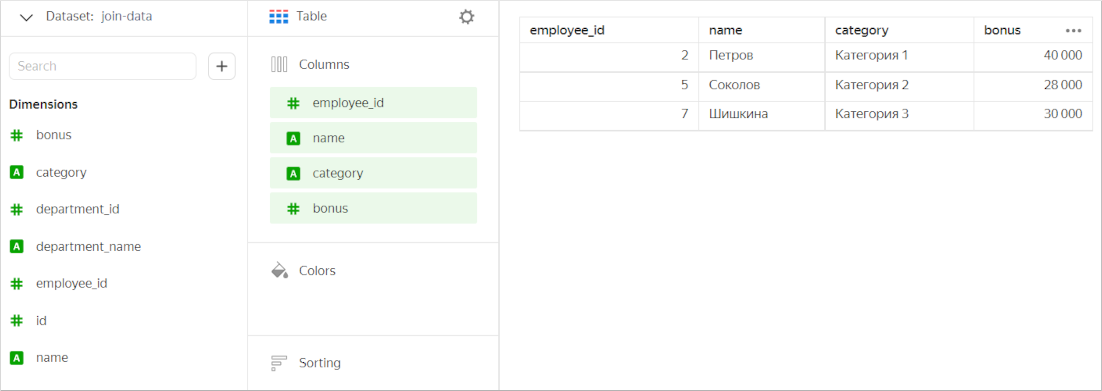 Dataset: join-data
Search
Dimensions
bonus
category
department_id
department_name
employee_id
id
name
Table
Columns
employee_id
name
category
bonus
Colors
Sorting
employee_id name category bonus
2 Петров Категория 1 40 000
5 Соколов Категория 2 28 000
7 Шишкина Категория 3 30 000